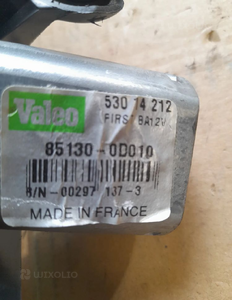 Valeo 530 14 212
FIRST BA12V
85130-0D010
S/N-00297 137-3
MADE IN FRANCE